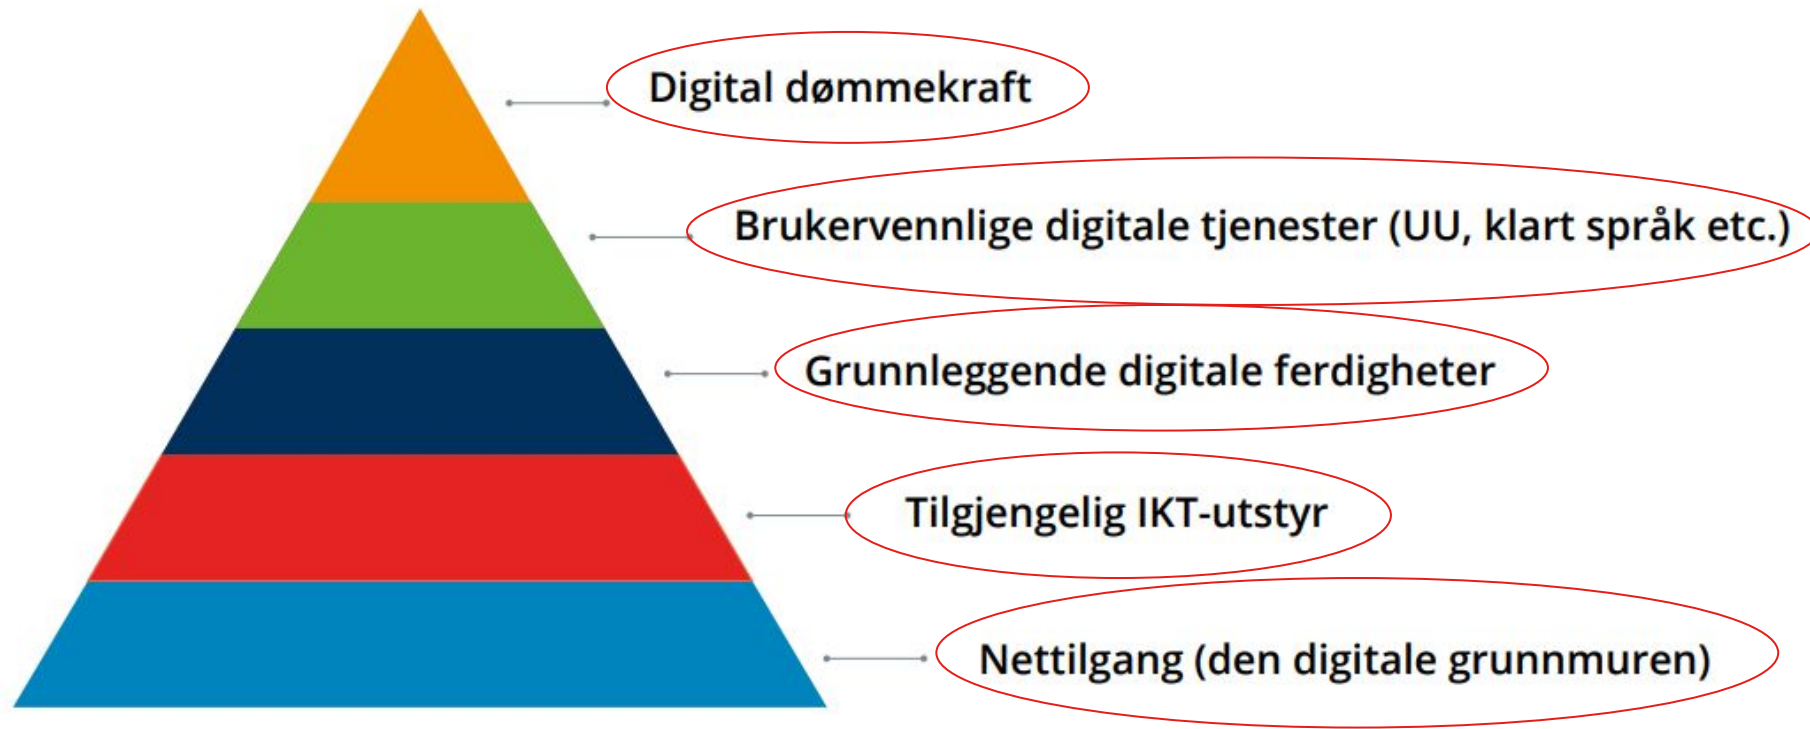 Digital dømmekraft
Brukervennlige digitale tjenester (UU, klart språk etc.)
Grunnleggende digitale ferdigheter
Tilgjengelig IKT-utstyr
Nettilgang (den digitale grunnmuren)